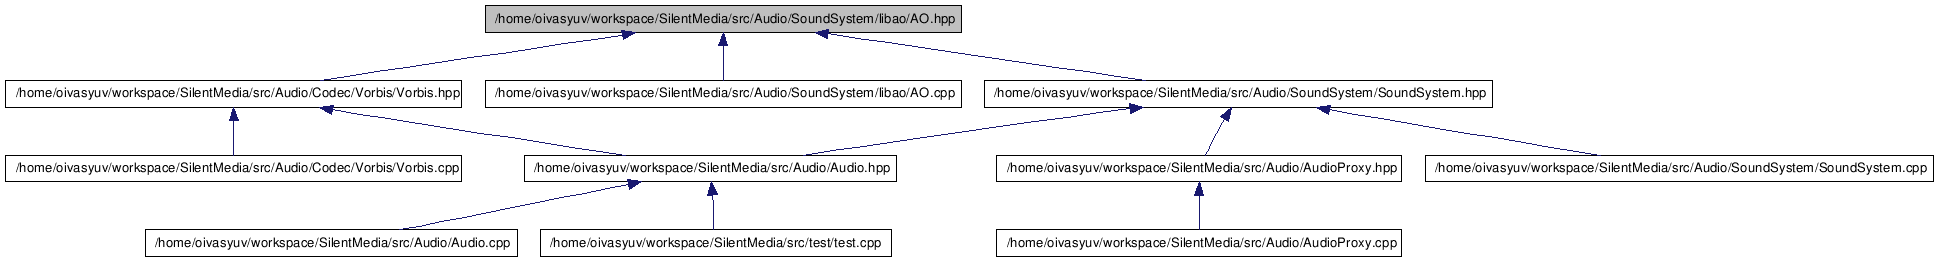 /home/oivasyuv/workspace/SilentMedia/src/Audio/SoundSystem/libao/AO.hpp
/home/oivasyuv/workspace/SilentMedia/src/Audio/Codec/Vorbis/Vorbis.hpp
/home/oivasyuv/workspace/SilentMedia/src/Audio/SoundSystem/libao/AO.cpp
/home/oivasyuv/workspace/SilentMedia/src/Audio/SoundSystem/SoundSystem.hpp
/home/oivasyuv/workspace/SilentMedia/src/Audio/Codec/Vorbis/Vorbis.cpp
/home/oivasyuv/workspace/SilentMedia/src/Audio/Audio.hpp
/home/oivasyuv/workspace/SilentMedia/src/Audio/AudioProxy.hpp
/home/oivasyuv/workspace/SilentMedia/src/Audio/SoundSystem/SoundSystem.cpp
/home/oivasyuv/workspace/SilentMedia/src/Audio/Audio.cpp
/home/oivasyuv/workspace/SilentMedia/src/test/test.cpp
/home/oivasyuv/workspace/SilentMedia/src/Audio/AudioProxy.cpp